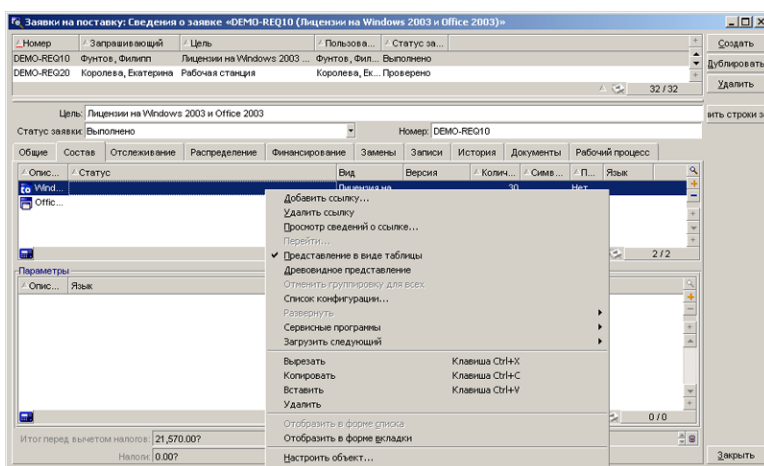 Заявки на поставку: Сведения о заявке «DEMO-REQ10 (Лицензии на Windows 2003 и Office 2003)»
Номер Запрашивающий Цель Пользова... Статус за...
DEMO-REQ10 Фунтов, Филипп Лицензии на Windows 2003 ... Фунтов, Фил... Выполнено
DEMO-REQ20 Королева, Екатерина Рабочая станция Королева, Ек... Проверено
32 / 32
Создать
Дублировать
Удалить
ить строки з
Цель: Лицензии на Windows 2003 и Office 2003
Статус заявки: Выполнено Номер: DEMO-REQ10
Общие Состав Отслеживание Распределение Финансирование Замены Записи История Документы Рабочий процесс
Опис... Статус Вид Версия Колич... Симв... П... Язык
Wind... Лицензия на 30 Нет
Offic...
2 / 2
Добавить ссылку...
Удалить ссылку
Просмотр сведений о ссылке...
Перейти...
Представление в виде таблицы
Древовидное представление
Отменить группировку для всех
Список конфигурации...
Развернуть
Сервисные программы
Загрузить следующий
Вырезать Клавиша Ctrl+X
Копировать Клавиша Ctrl+C
Вставить Клавиша Ctrl+V
Удалить
Отобразить в форме списка
Отобразить в форме вкладки
Настроить объект...
Параметры
Опис... Язык
0 / 0
Итог перед вычетом налогов: 21,570.00?
Налоги: 0.00?
Закрыть